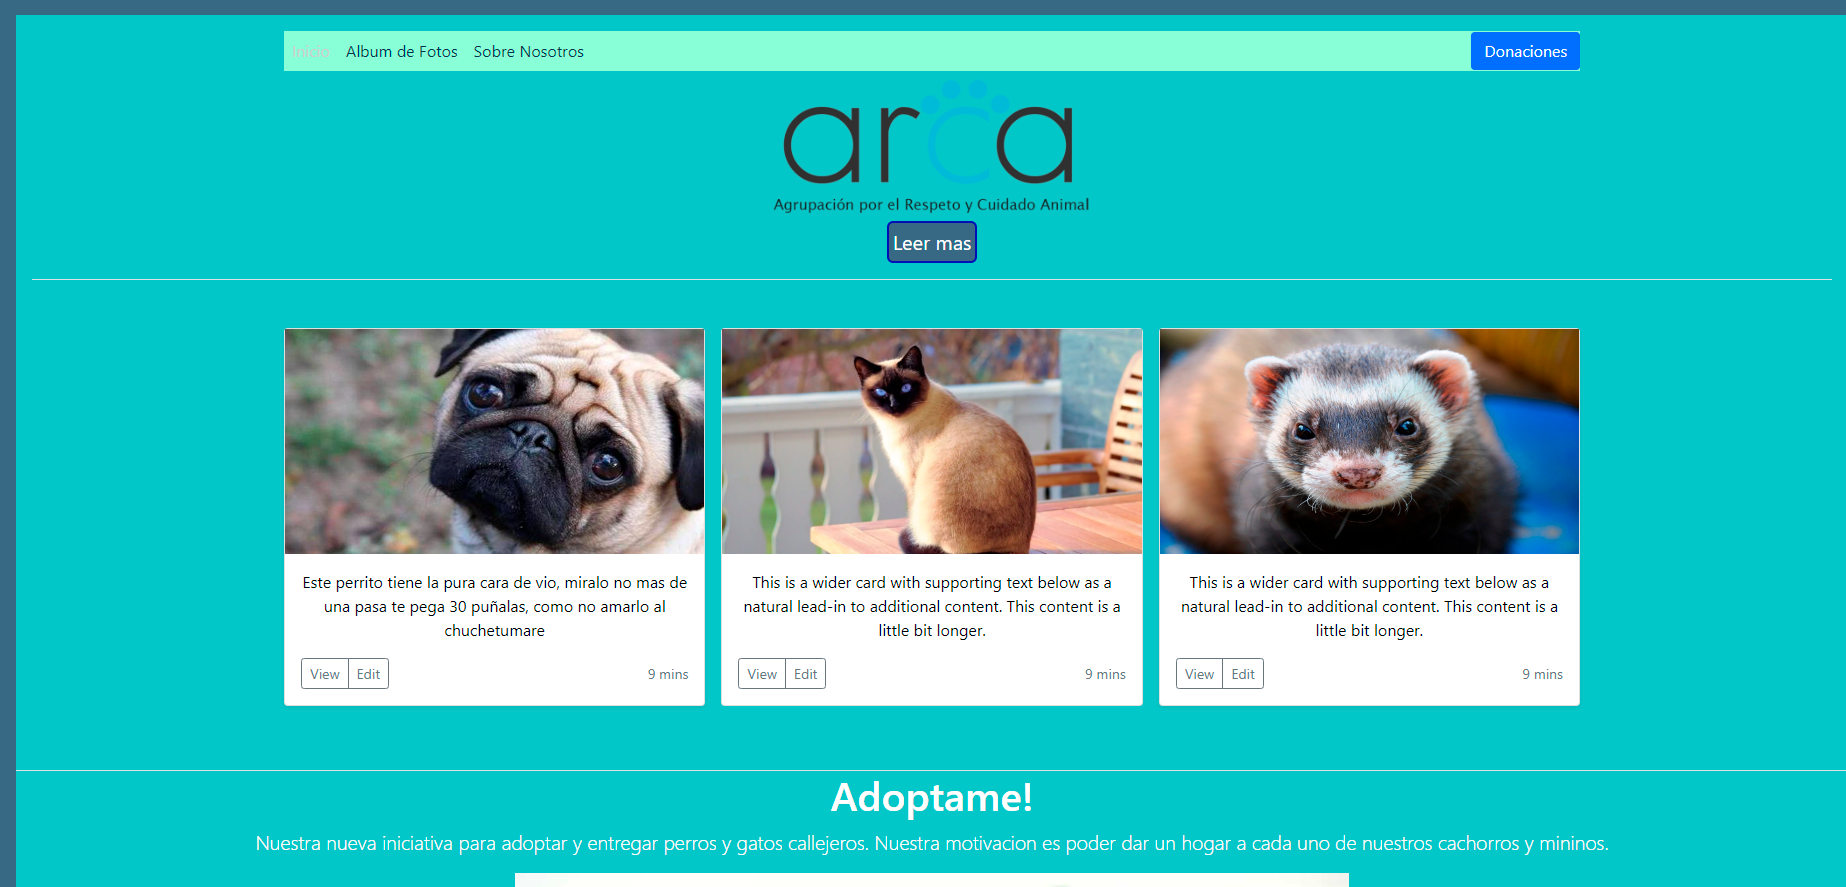 Inicio Album de Fotos Sobre Nosotros Donaciones
arca
Agrupación por el Respeto y Cuidado Animal
Leer mas
Este perrito tiene la pura cara de vio, miralo no mas de
una pasa te pega 30 puñalas, como no amarlo al
chuchetumare
View Edit 9 mins
This is a wider card with supporting text below as a
natural lead-in to additional content. This content is a
little bit longer.
View Edit 9 mins
This is a wider card with supporting text below as a
natural lead-in to additional content. This content is a
little bit longer.
View Edit 9 mins
Adoptame!
Nuestra nueva iniciativa para adoptar y entregar perros y gatos callejeros. Nuestra motivacion es poder dar un hogar a cada uno de nuestros cachorros y mininos.